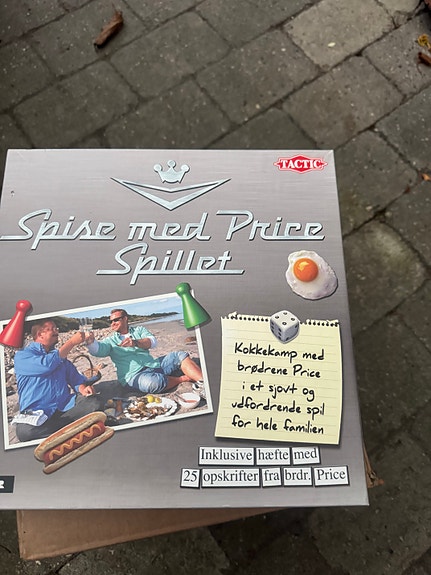 TACTIC
Spise med Price
Spillet
Kokkekamp med
brødrene Price
i et sjovt og
udfordrende spil
for hele familien
Inklusive hæfte med
25 opskrifter fra brdr. Price